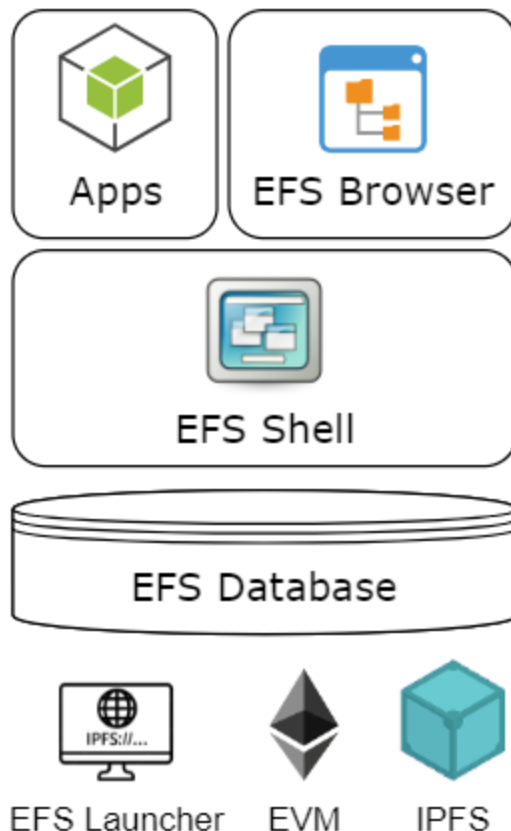 Apps
EFS Browser
EFS Shell
EFS Database
IPFS://...
EFS Launcher
EVM
IPFS